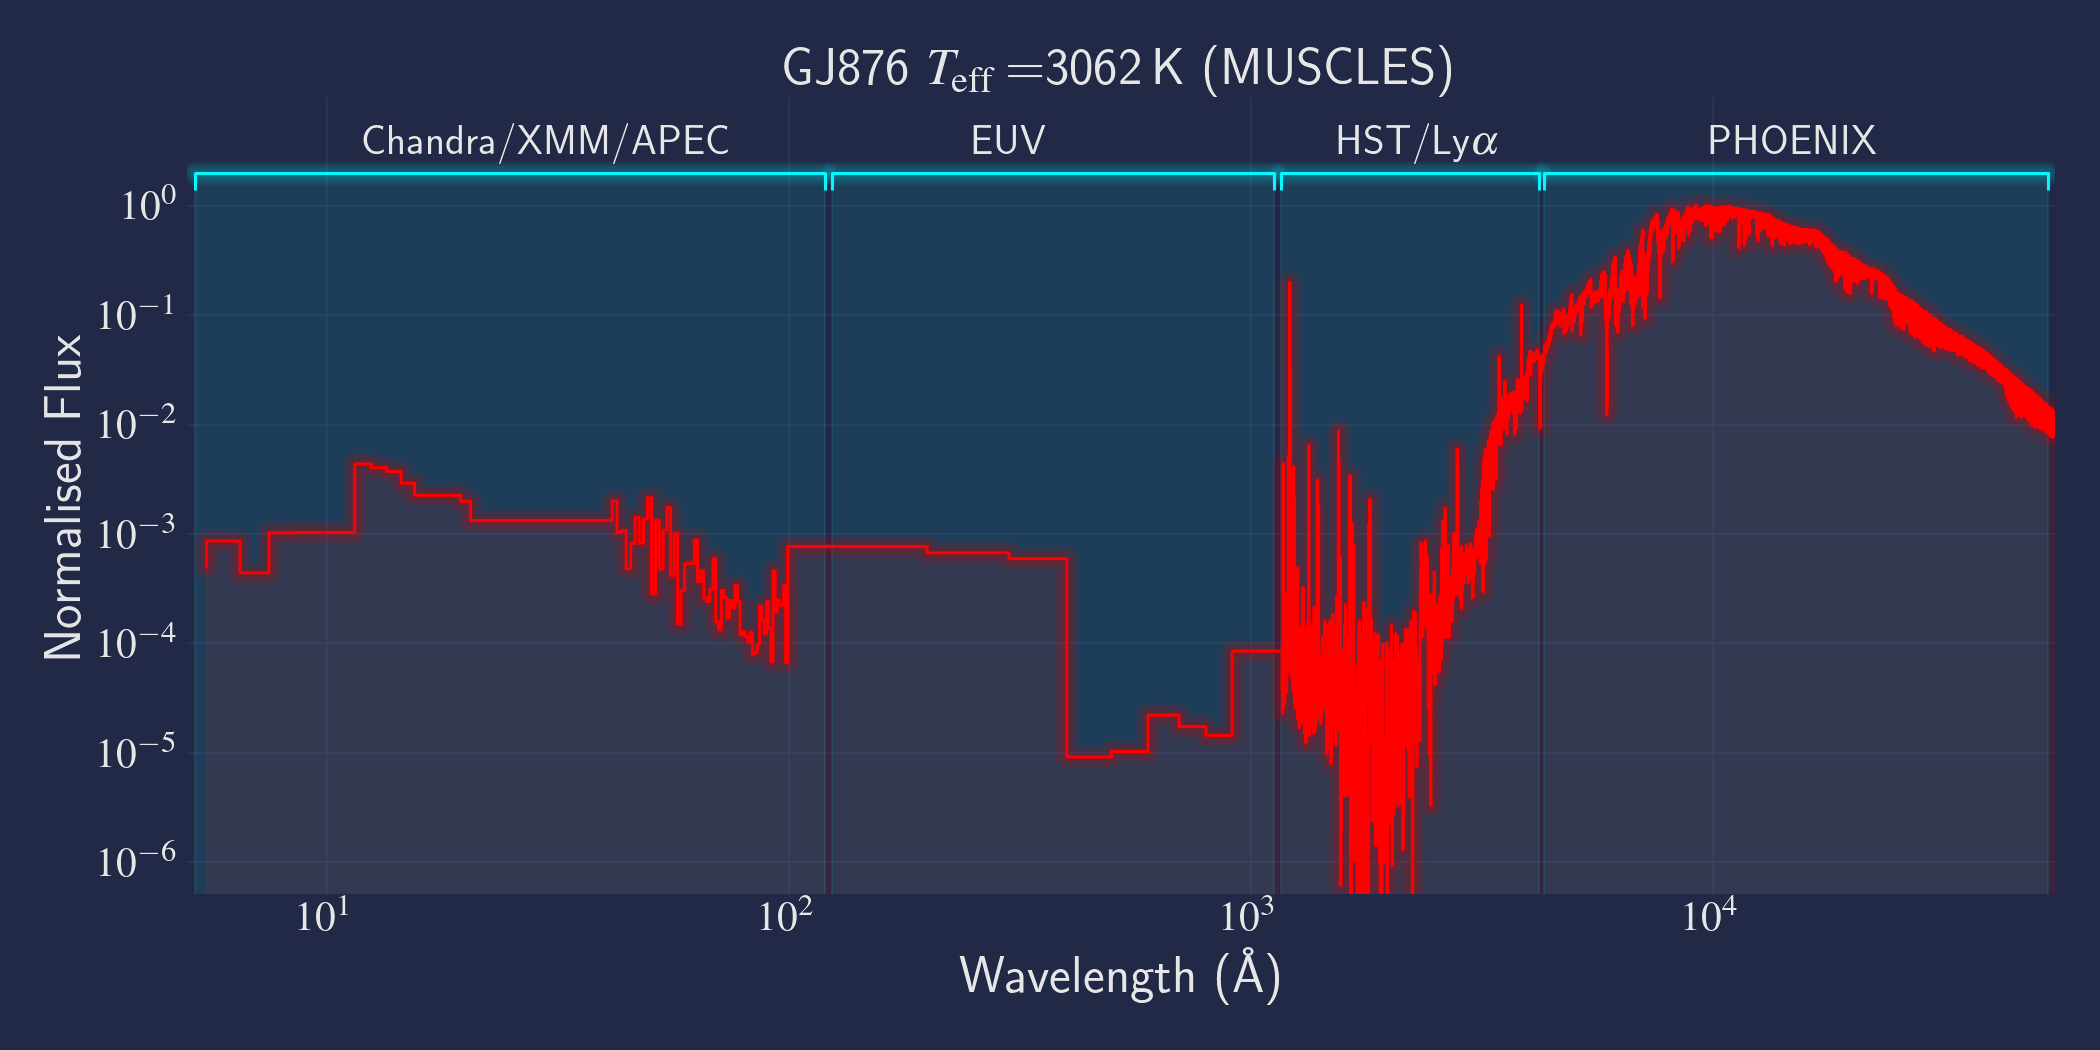 GJ876 T_eff =3062 K (MUSCLES)
Chandra/XMM/APEC EUV HST/Lyα PHOENIX
Normalised Flux
10^0
10^−1
10^−2
10^−3
10^−4
10^−5
10^−6
10^1 10^2 10^3 10^4
Wavelength (Å)